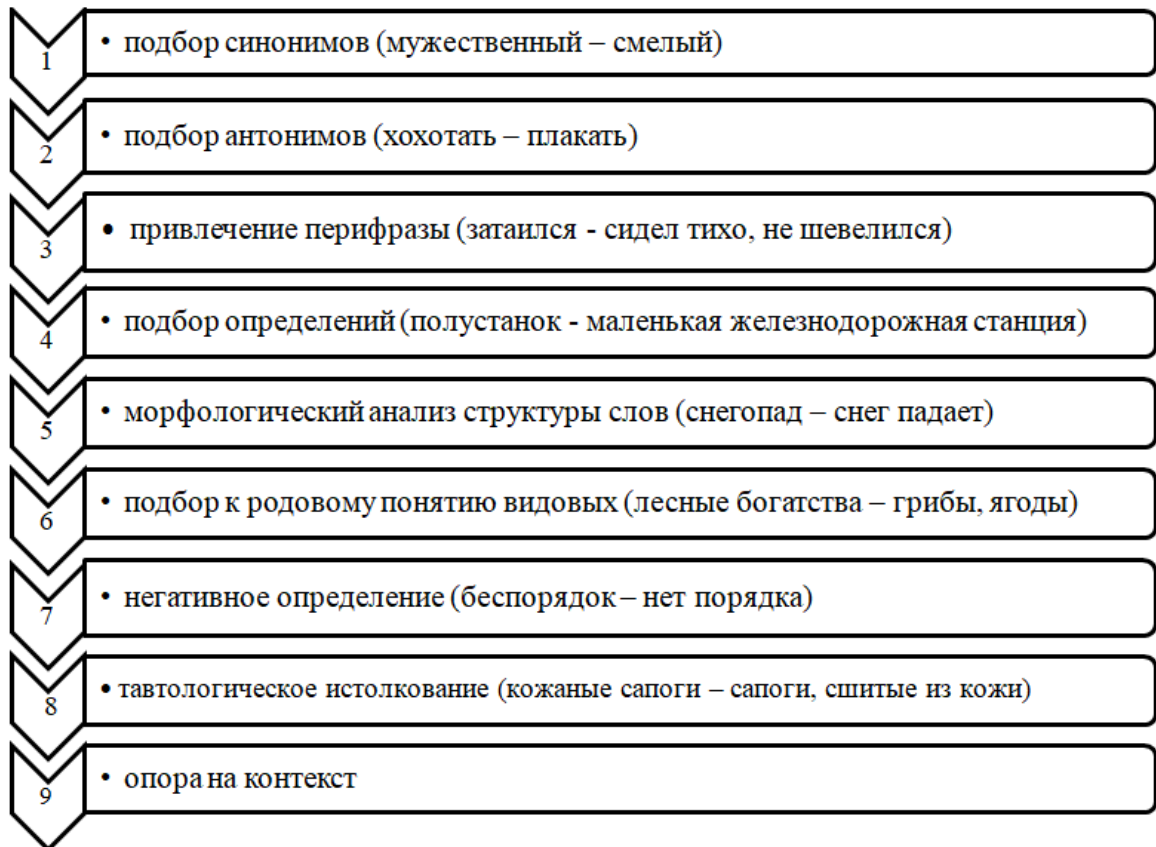 1 • подбор синонимов (мужественный – смелый)
2 • подбор антонимов (хохотать – плакать)
3 • привлечение перифразы (затаился - сидел тихо, не шевелился)
4 • подбор определений (полустанок - маленькая железнодорожная станция)
5 • морфологический анализ структуры слов (снегопад – снег падает)
6 • подбор к родовому понятию видовых (лесные богатства – грибы, ягоды)
7 • негативное определение (беспорядок – нет порядка)
8 • тавтологическое истолкование (кожаные сапоги – сапоги, сшитые из кожи)
9 • опора на контекст